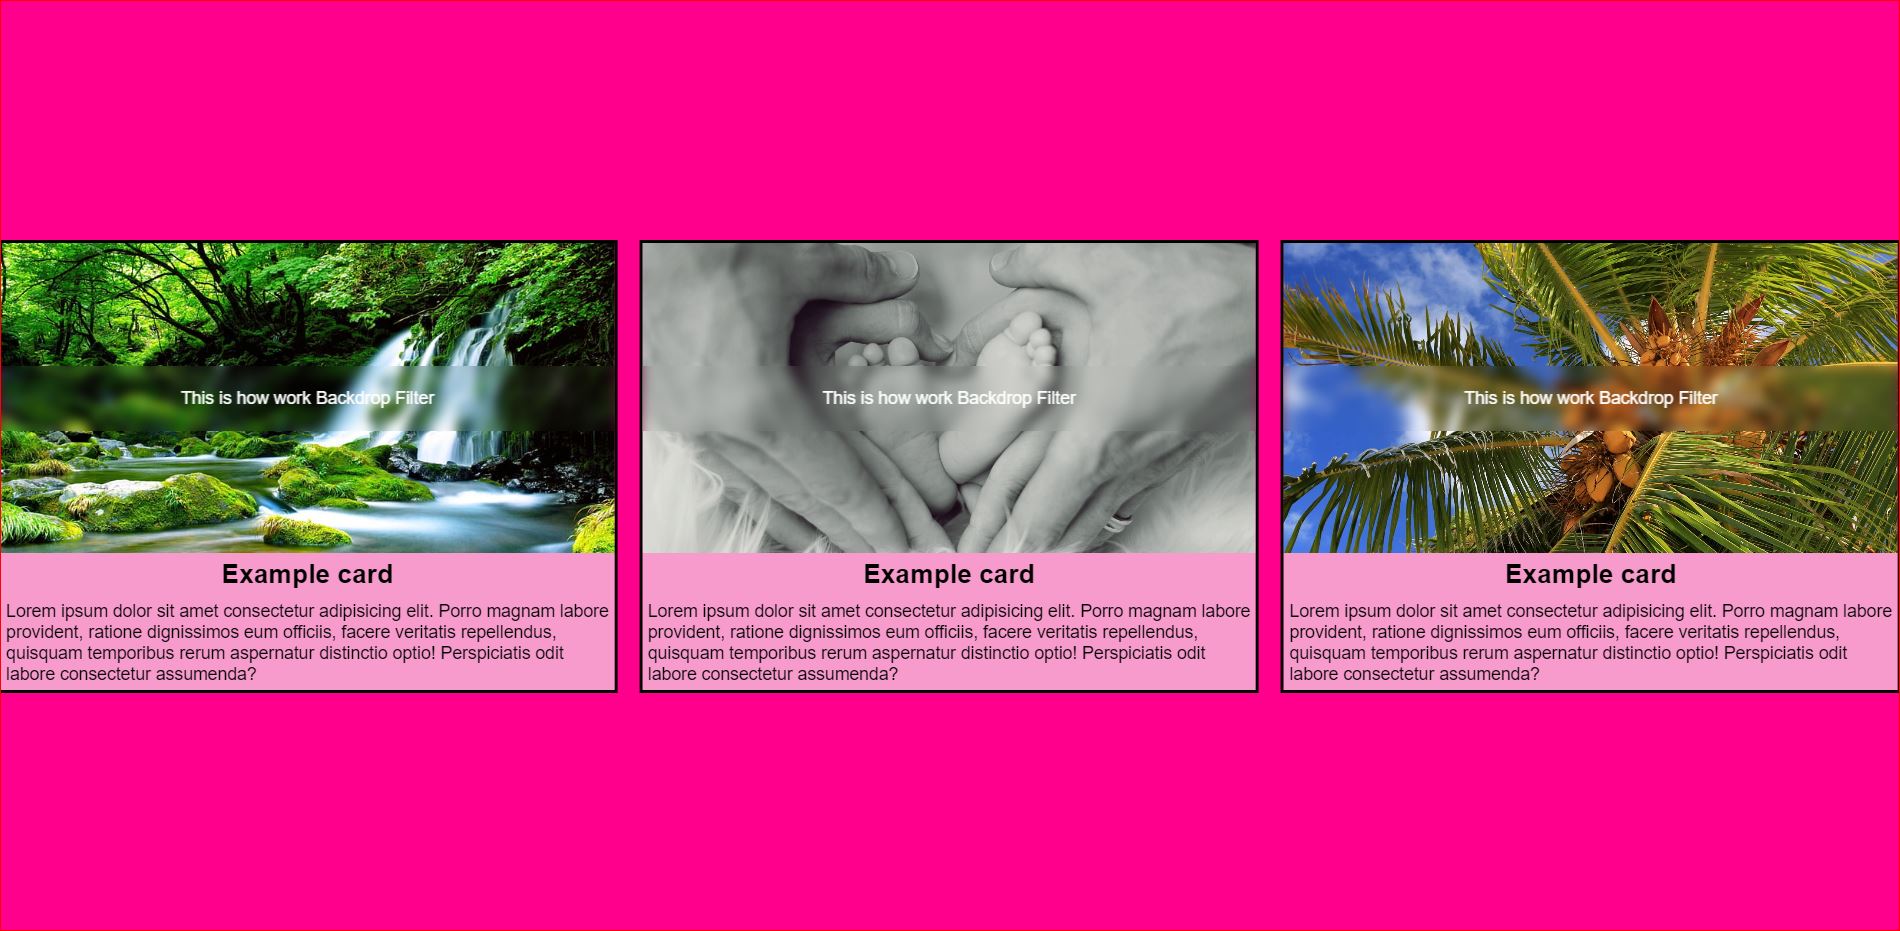 This is how work Backdrop Filter
Example card
Lorem ipsum dolor sit amet consectetur adipisicing elit. Porro magnam labore
provident, ratione dignissimos eum officiis, facere veritatis repellendus,
quisquam temporibus rerum aspernatur distinctio optio! Perspiciatis odit
labore consectetur assumenda?
This is how work Backdrop Filter
Example card
Lorem ipsum dolor sit amet consectetur adipisicing elit. Porro magnam labore
provident, ratione dignissimos eum officiis, facere veritatis repellendus,
quisquam temporibus rerum aspernatur distinctio optio! Perspiciatis odit
labore consectetur assumenda?
This is how work Backdrop Filter
Example card
Lorem ipsum dolor sit amet consectetur adipisicing elit. Porro magnam labore
provident, ratione dignissimos eum officiis, facere veritatis repellendus,
quisquam temporibus rerum aspernatur distinctio optio! Perspiciatis odit
labore consectetur assumenda?